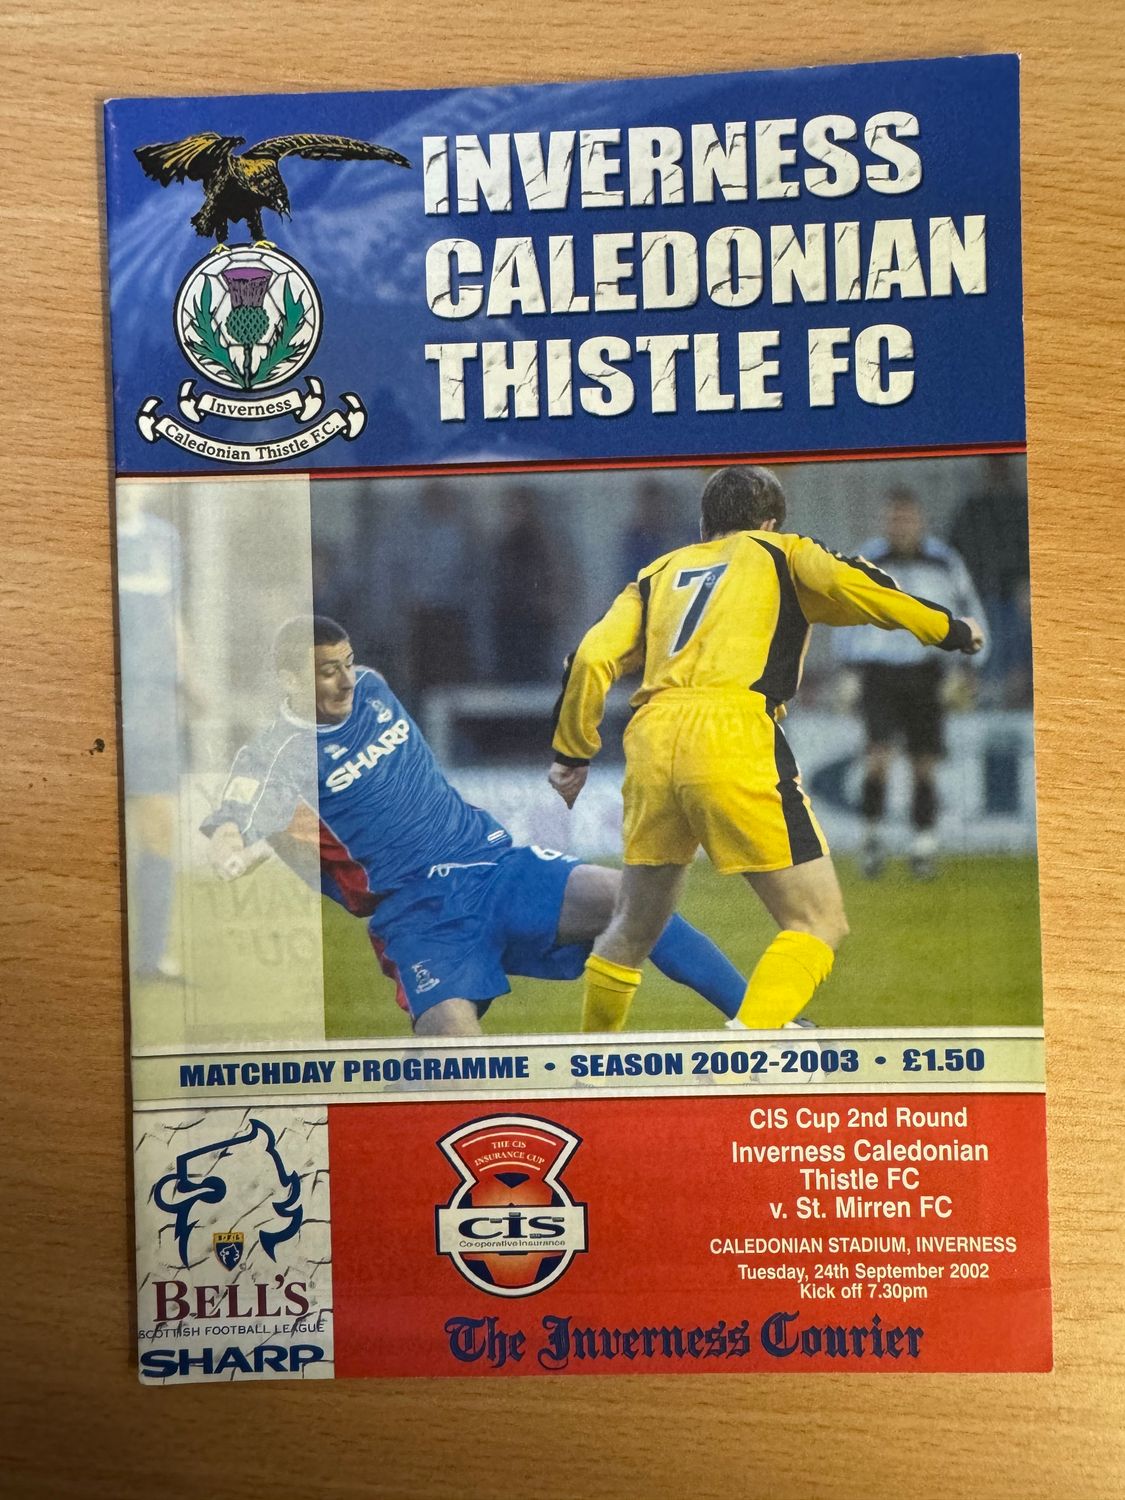 INVERNESS
CALEDONIAN
THISTLE FC
Inverness
Caledonian Thistle F.C.
7
SHARP
MATCHDAY PROGRAMME • SEASON 2002-2003 • £1.50
BELL'S
SCOTTISH FOOTBALL LEAGUE
SHARP
THE CIS
INSURANCE CUP
cis
Co-operative Insurance
CIS Cup 2nd Round
Inverness Caledonian
Thistle FC
v. St. Mirren FC
CALEDONIAN STADIUM, INVERNESS
Tuesday, 24th September 2002
Kick off 7.30pm
The Inverness Courier